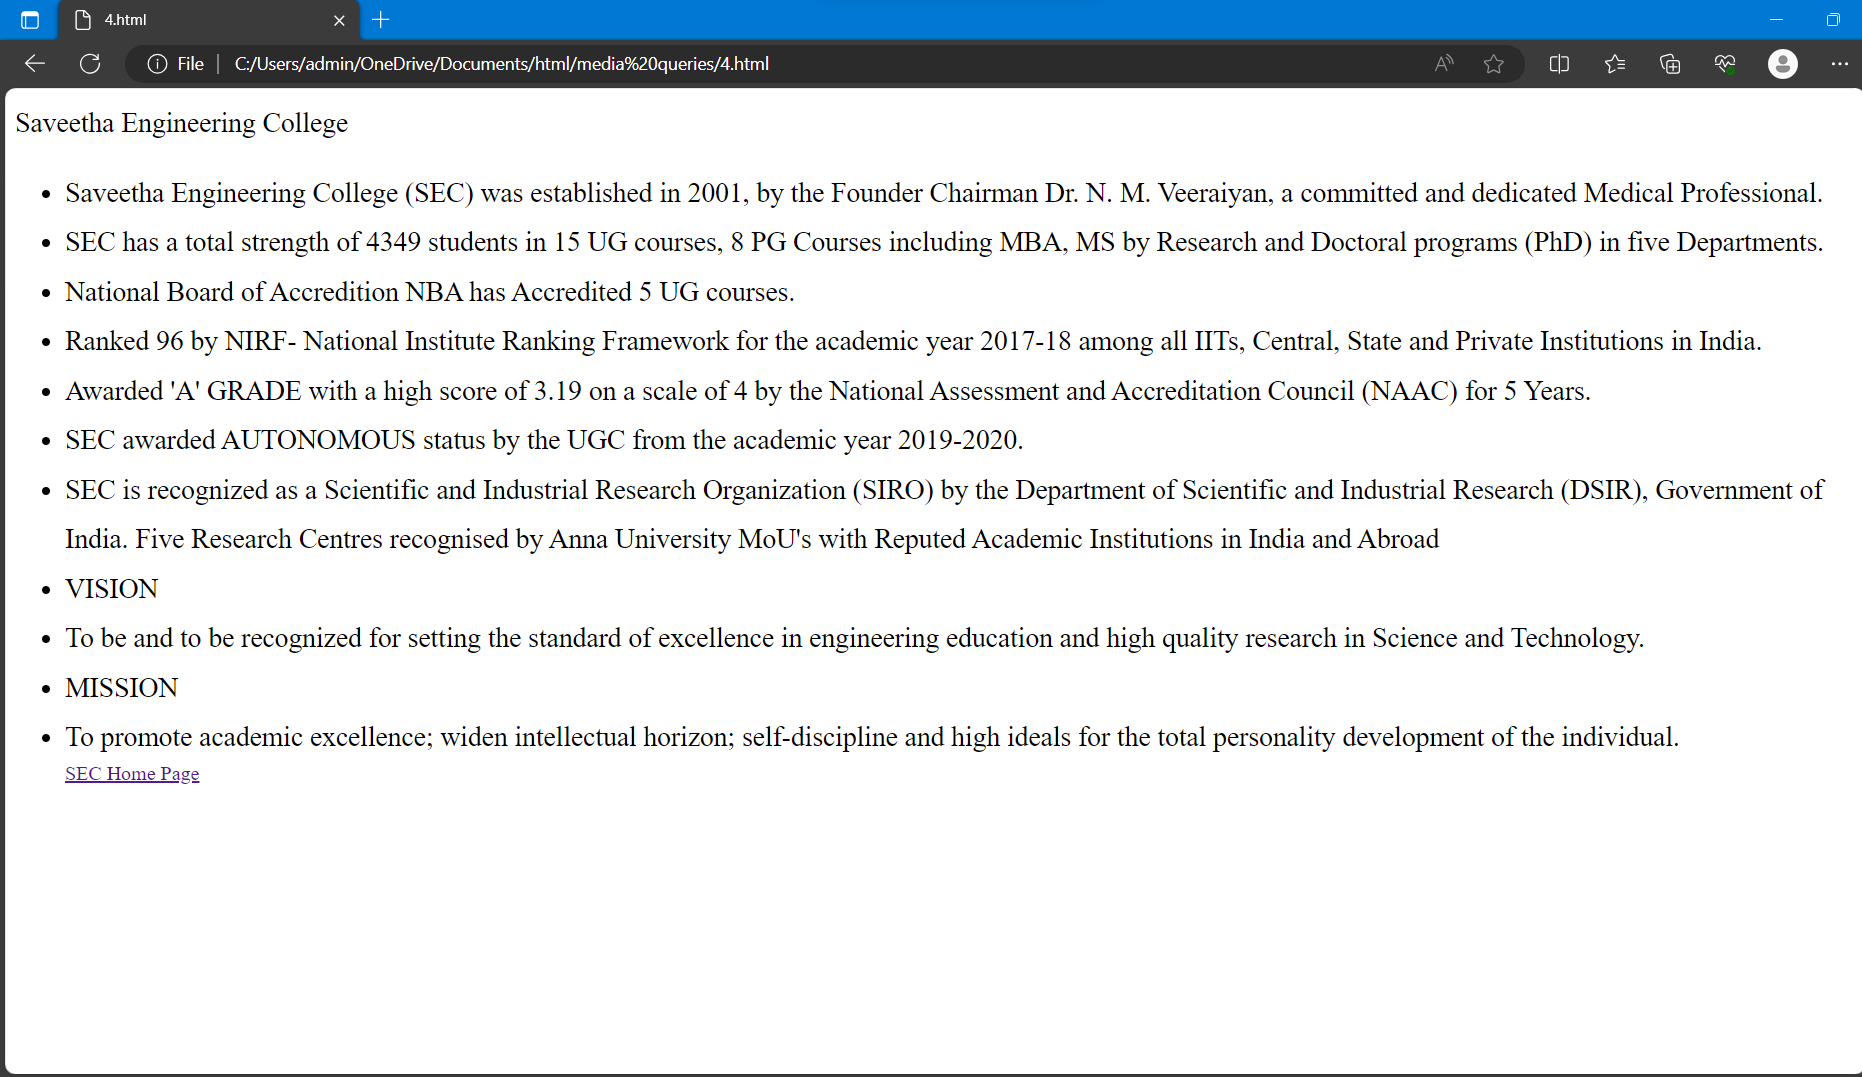 4.html
File
C:/Users/admin/OneDrive/Documents/html/media%20queries/4.html
Saveetha Engineering College
Saveetha Engineering College (SEC) was established in 2001, by the Founder Chairman Dr. N. M. Veeraiyan, a committed and dedicated Medical Professional.
SEC has a total strength of 4349 students in 15 UG courses, 8 PG Courses including MBA, MS by Research and Doctoral programs (PhD) in five Departments.
National Board of Accredition NBA has Accredited 5 UG courses.
Ranked 96 by NIRF- National Institute Ranking Framework for the academic year 2017-18 among all IITs, Central, State and Private Institutions in India.
Awarded 'A' GRADE with a high score of 3.19 on a scale of 4 by the National Assessment and Accreditation Council (NAAC) for 5 Years.
SEC awarded AUTONOMOUS status by the UGC from the academic year 2019-2020.
SEC is recognized as a Scientific and Industrial Research Organization (SIRO) by the Department of Scientific and Industrial Research (DSIR), Government of
India. Five Research Centres recognised by Anna University MoU's with Reputed Academic Institutions in India and Abroad
VISION
To be and to be recognized for setting the standard of excellence in engineering education and high quality research in Science and Technology.
MISSION
To promote academic excellence; widen intellectual horizon; self-discipline and high ideals for the total personality development of the individual.
SEC Home Page